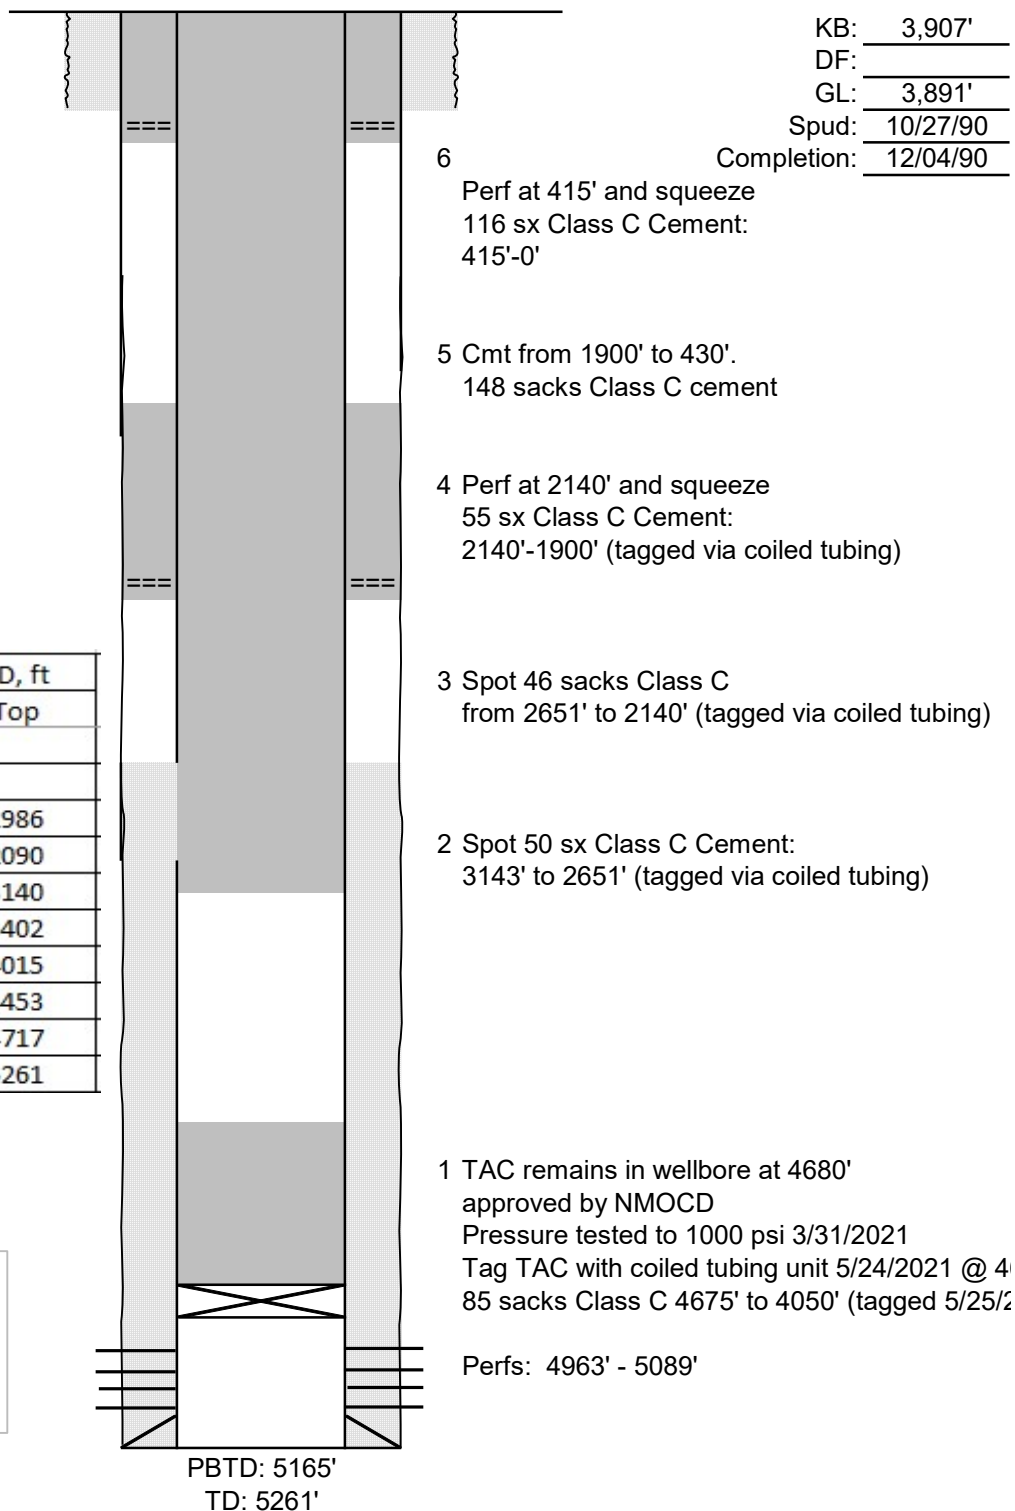 KB: 3,907'
DF:
GL: 3,891'
Spud: 10/27/90
Completion: 12/04/90
=== ===
6
Perf at 415' and squeeze
116 sx Class C Cement:
415'-0'
5 Cmt from 1900' to 430'.
148 sacks Class C cement
4 Perf at 2140' and squeeze
55 sx Class C Cement:
2140'-1900' (tagged via coiled tubing)
=== ===
D, ft
Top
3 Spot 46 sacks Class C
from 2651' to 2140' (tagged via coiled tubing)
986
090
140
402
015
453
717
261
2 Spot 50 sx Class C Cement:
3143' to 2651' (tagged via coiled tubing)
1 TAC remains in wellbore at 4680'
approved by NMOCD
Pressure tested to 1000 psi 3/31/2021
Tag TAC with coiled tubing unit 5/24/2021 @
85 sacks Class C 4675' to 4050' (tagged
Perfs: 4963' - 5089'
PBTD: 5165'
TD: 5261'